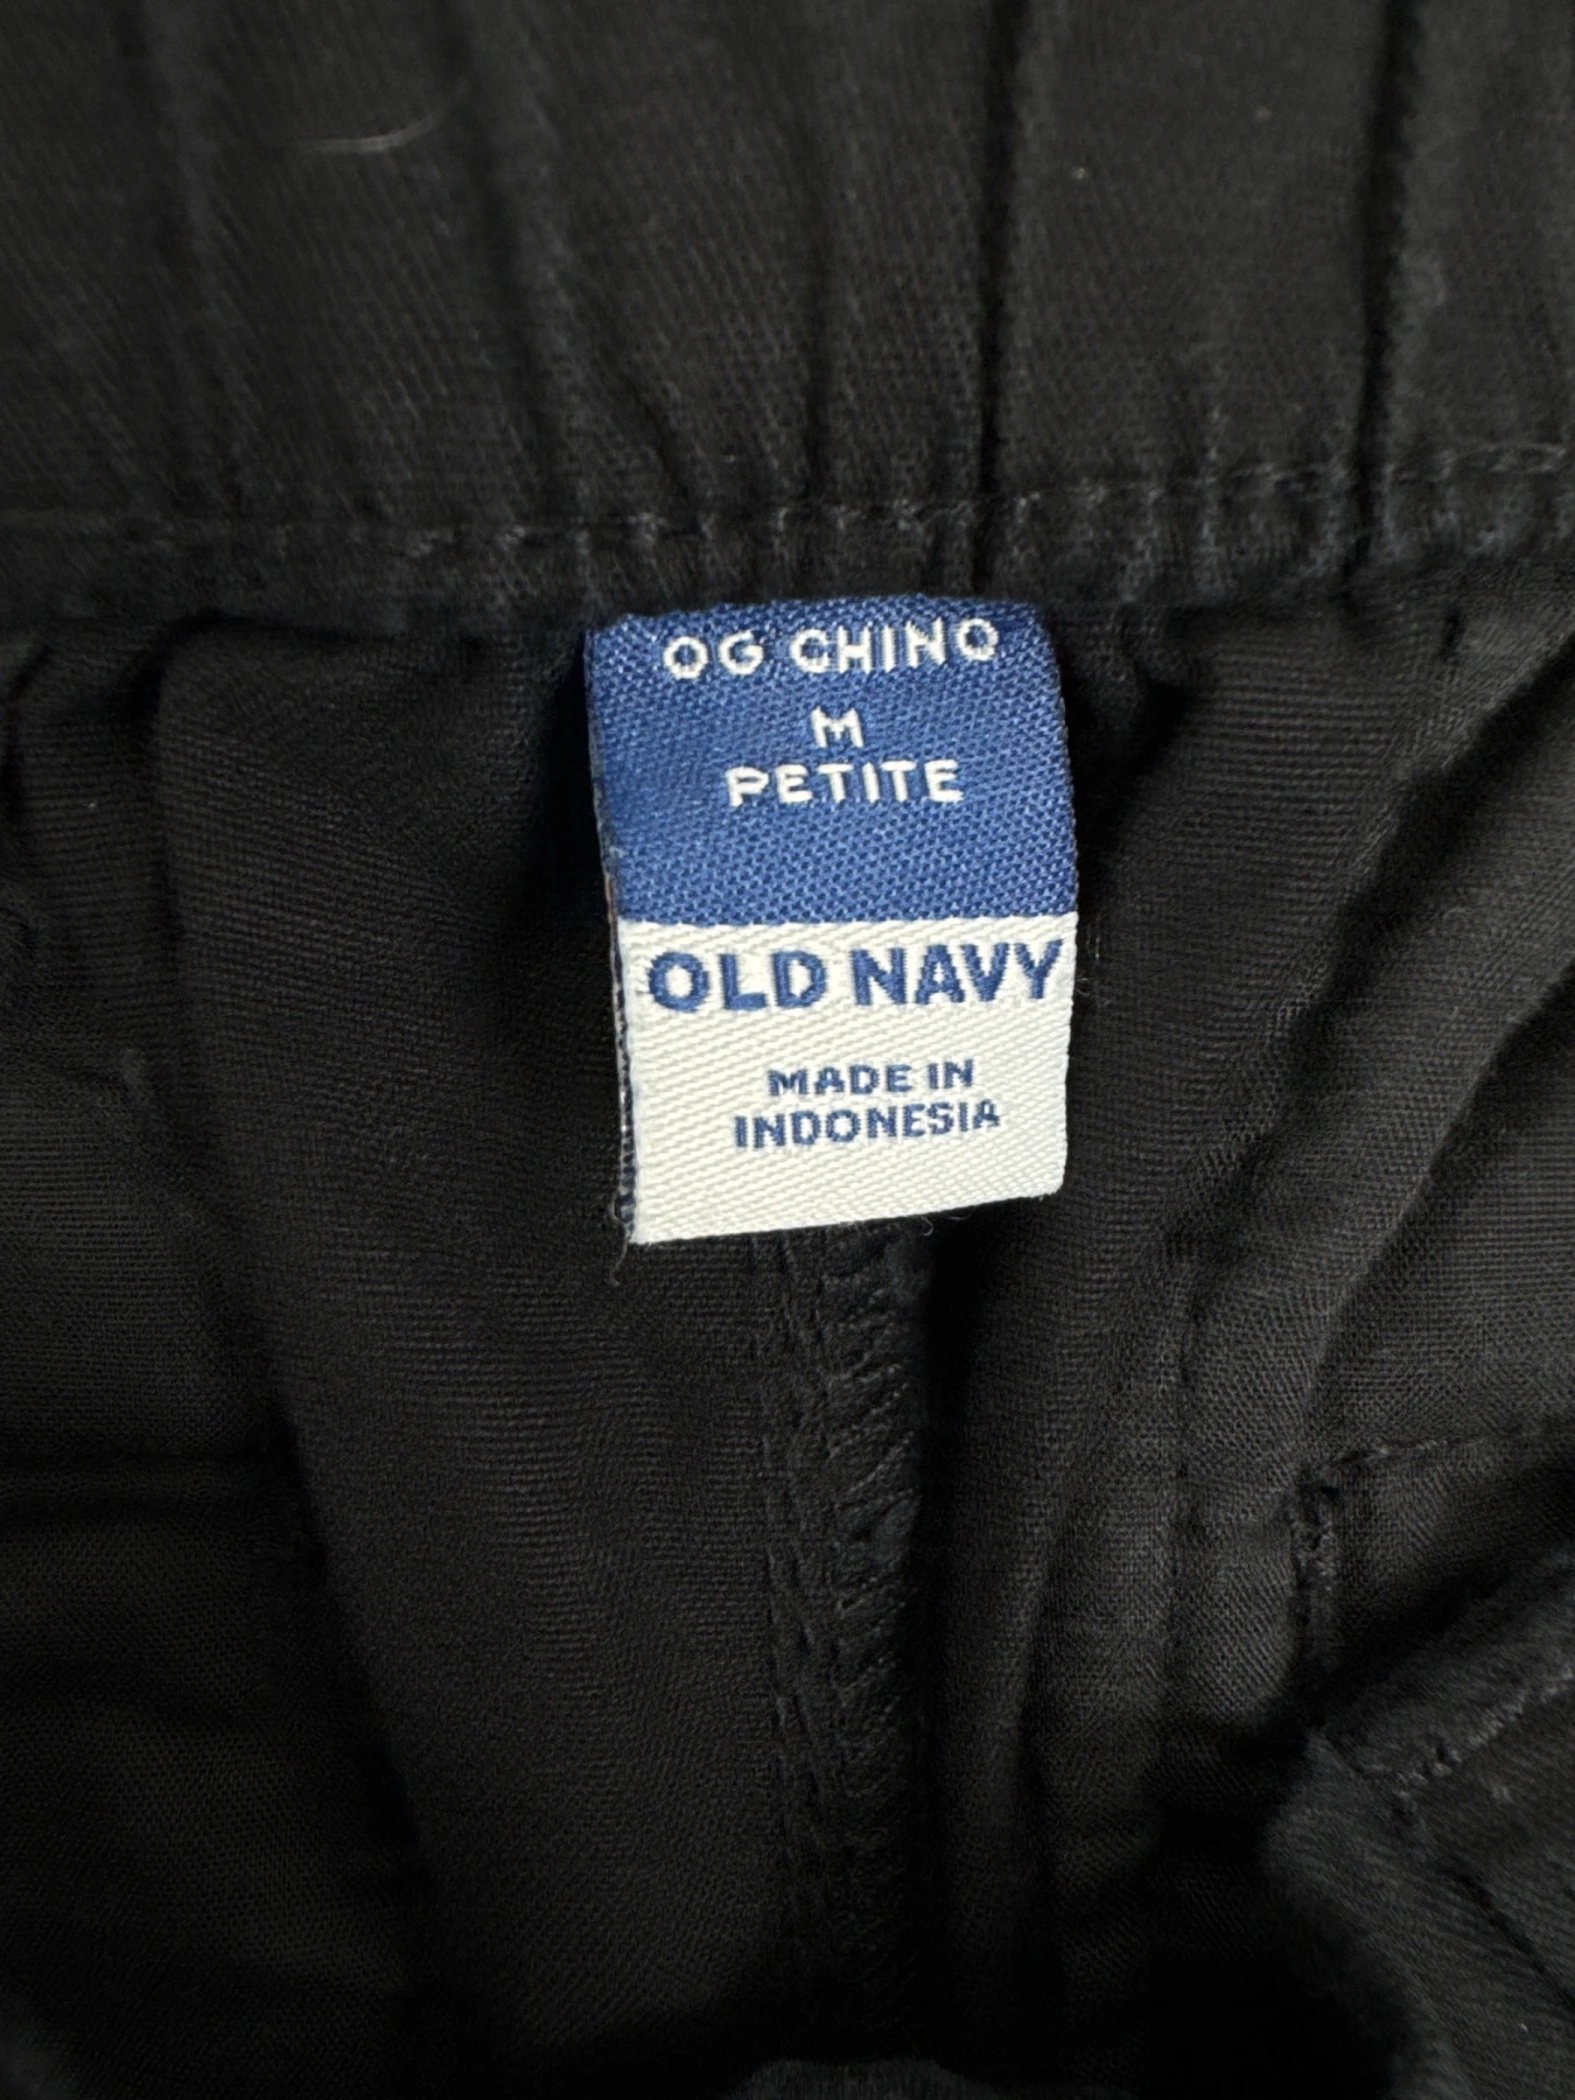 OG CHINO
M
PETITE
OLD NAVY
MADE IN
INDONESIA